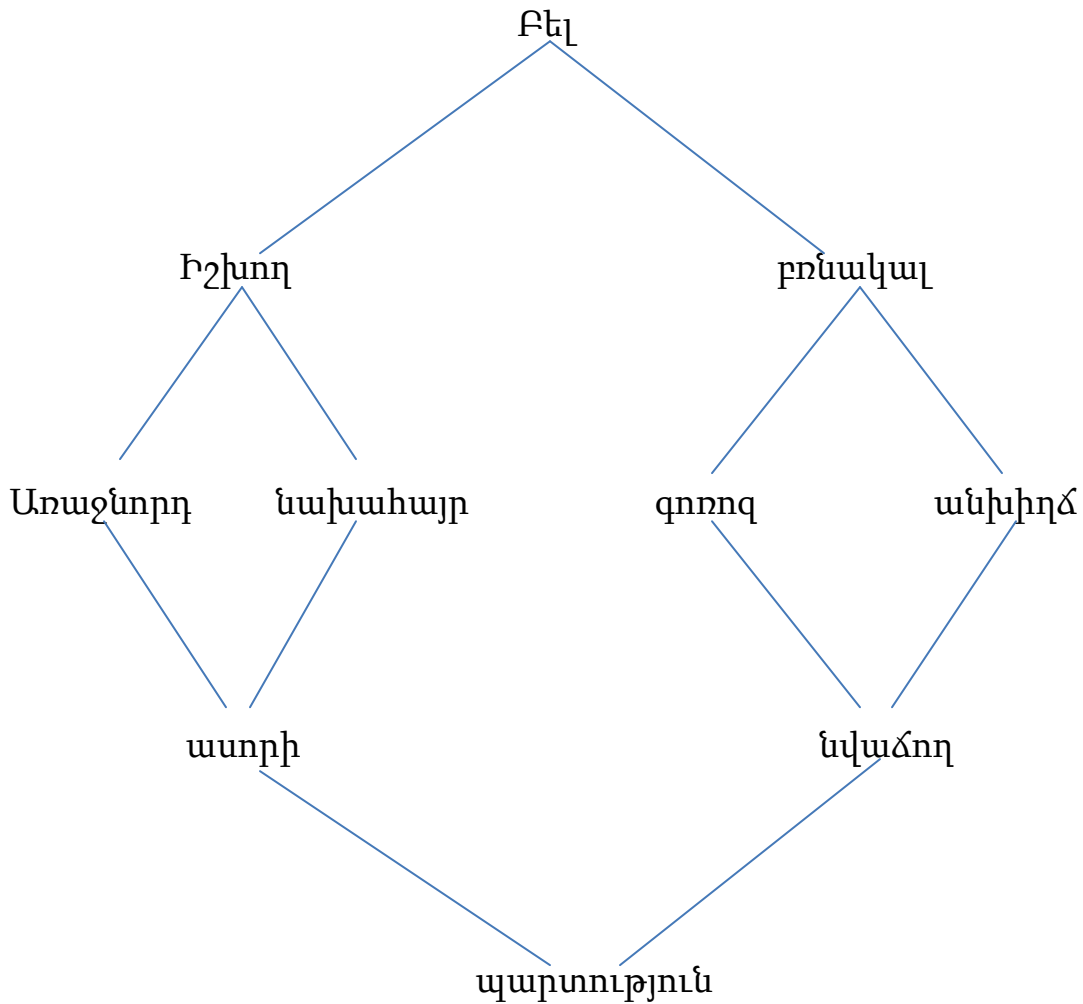 Բել
Իշխող բռնակալ
Առաջնորդ նախահայր գոռոզ անխիղճ
ասորի նվաճող
պարտություն